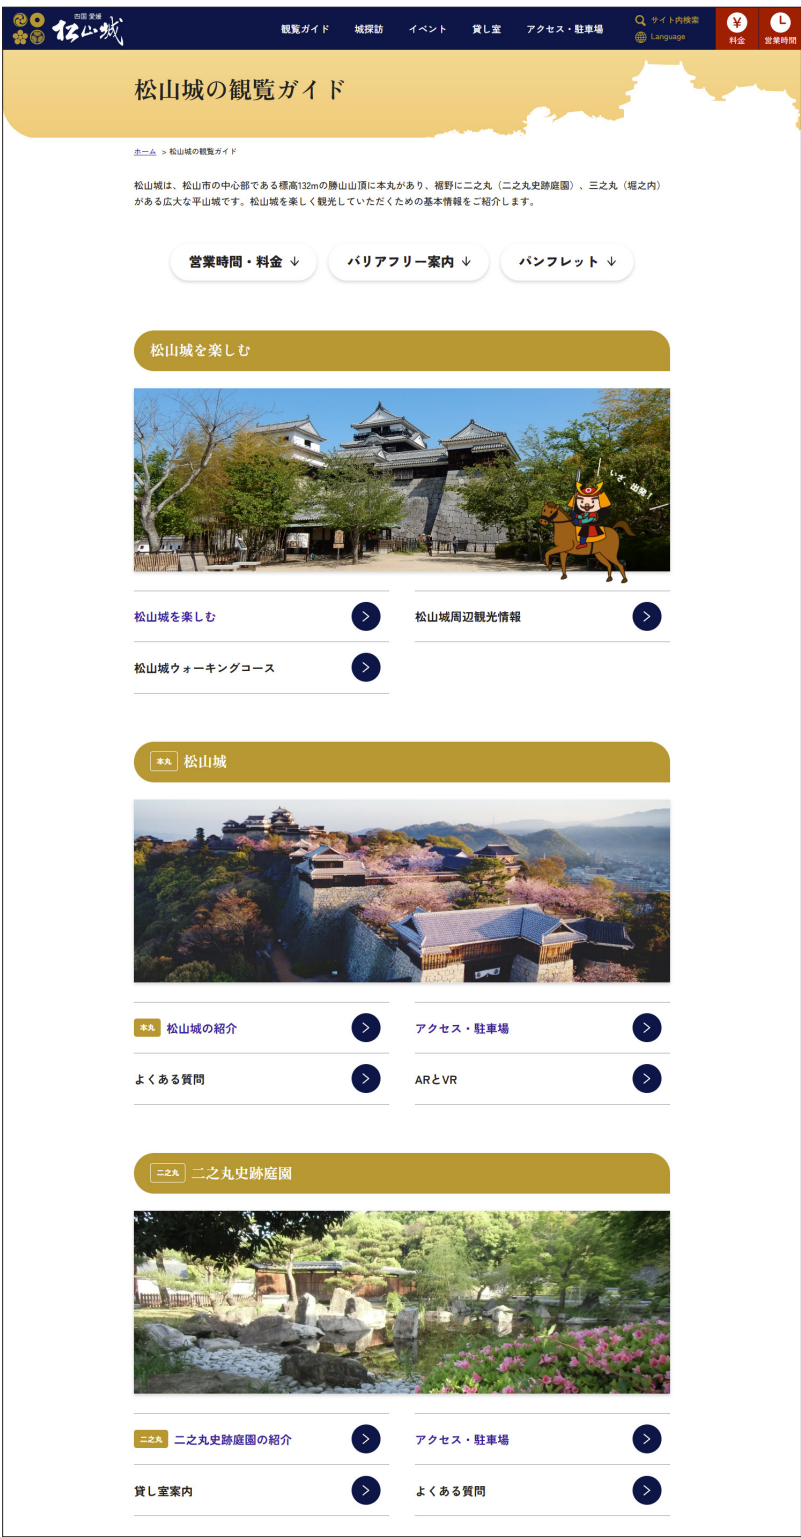 四国 愛媛
松山城
観覧ガイド
城探訪
イベント
貸し室
アクセス・駐車場
サイト内検索
Language
料金
営業時間
松山城の観覧ガイド
ホーム > 松山城の観覧ガイド
松山城は、松山市の中心部である標高132mの勝山山頂に本丸があり、裾野に二之丸（二之丸史跡庭園）、三之丸（堀之内）
がある広大な平山城です。松山城を楽しく観光していただくための基本情報をご紹介します。
営業時間・料金 ↓
バリアフリー案内 ↓
パンフレット ↓
松山城を楽しむ
いざ、出発！
松山城を楽しむ
松山城周辺観光情報
松山城ウォーキングコース
本丸 松山城
本丸 松山城の紹介
アクセス・駐車場
よくある質問
ARとVR
二之丸 二之丸史跡庭園
二之丸 二之丸史跡庭園の紹介
アクセス・駐車場
貸し室案内
よくある質問